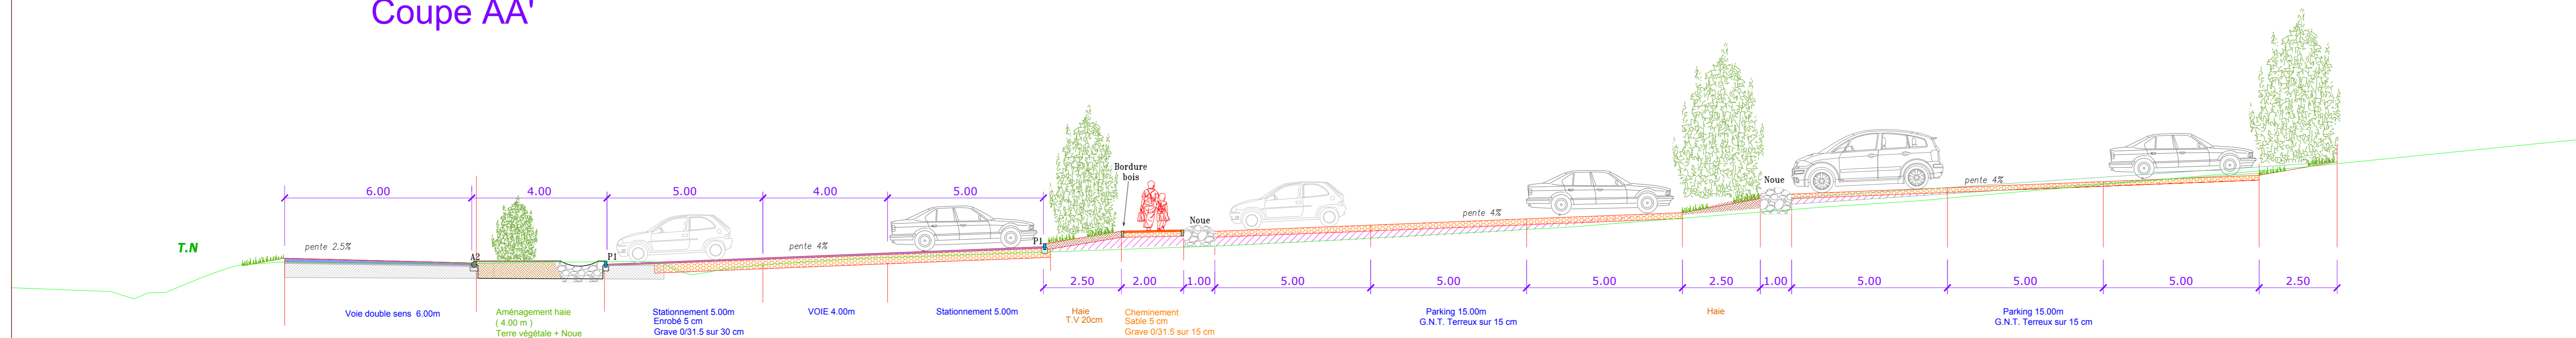 Coupe AA'
Bordure
bois
6.00
4.00
5.00
4.00
5.00
Noue
pente 4%
Noue
pente 4%
T.N
pente 2.5%
A2
P1
pente 4%
P1
2.50
2.00
1.00
5.00
5.00
5.00
2.50
1.00
5.00
5.00
5.00
2.50
Voie double sens 6.00m
Aménagement haie
( 4.00 m )
Terre végétale + Noue
Stationnement 5.00m
Enrobé 5 cm
Grave 0/31.5 sur 30 cm
VOIE 4.00m
Stationnement 5.00m
Haie
T.V 20cm
Cheminement
Sable 5 cm
Grave 0/31.5 sur 15 cm
Parking 15.00m
G.N.T. Terreux sur 15 cm
Haie
Parking 15.00m
G.N.T. Terreux sur 15 cm